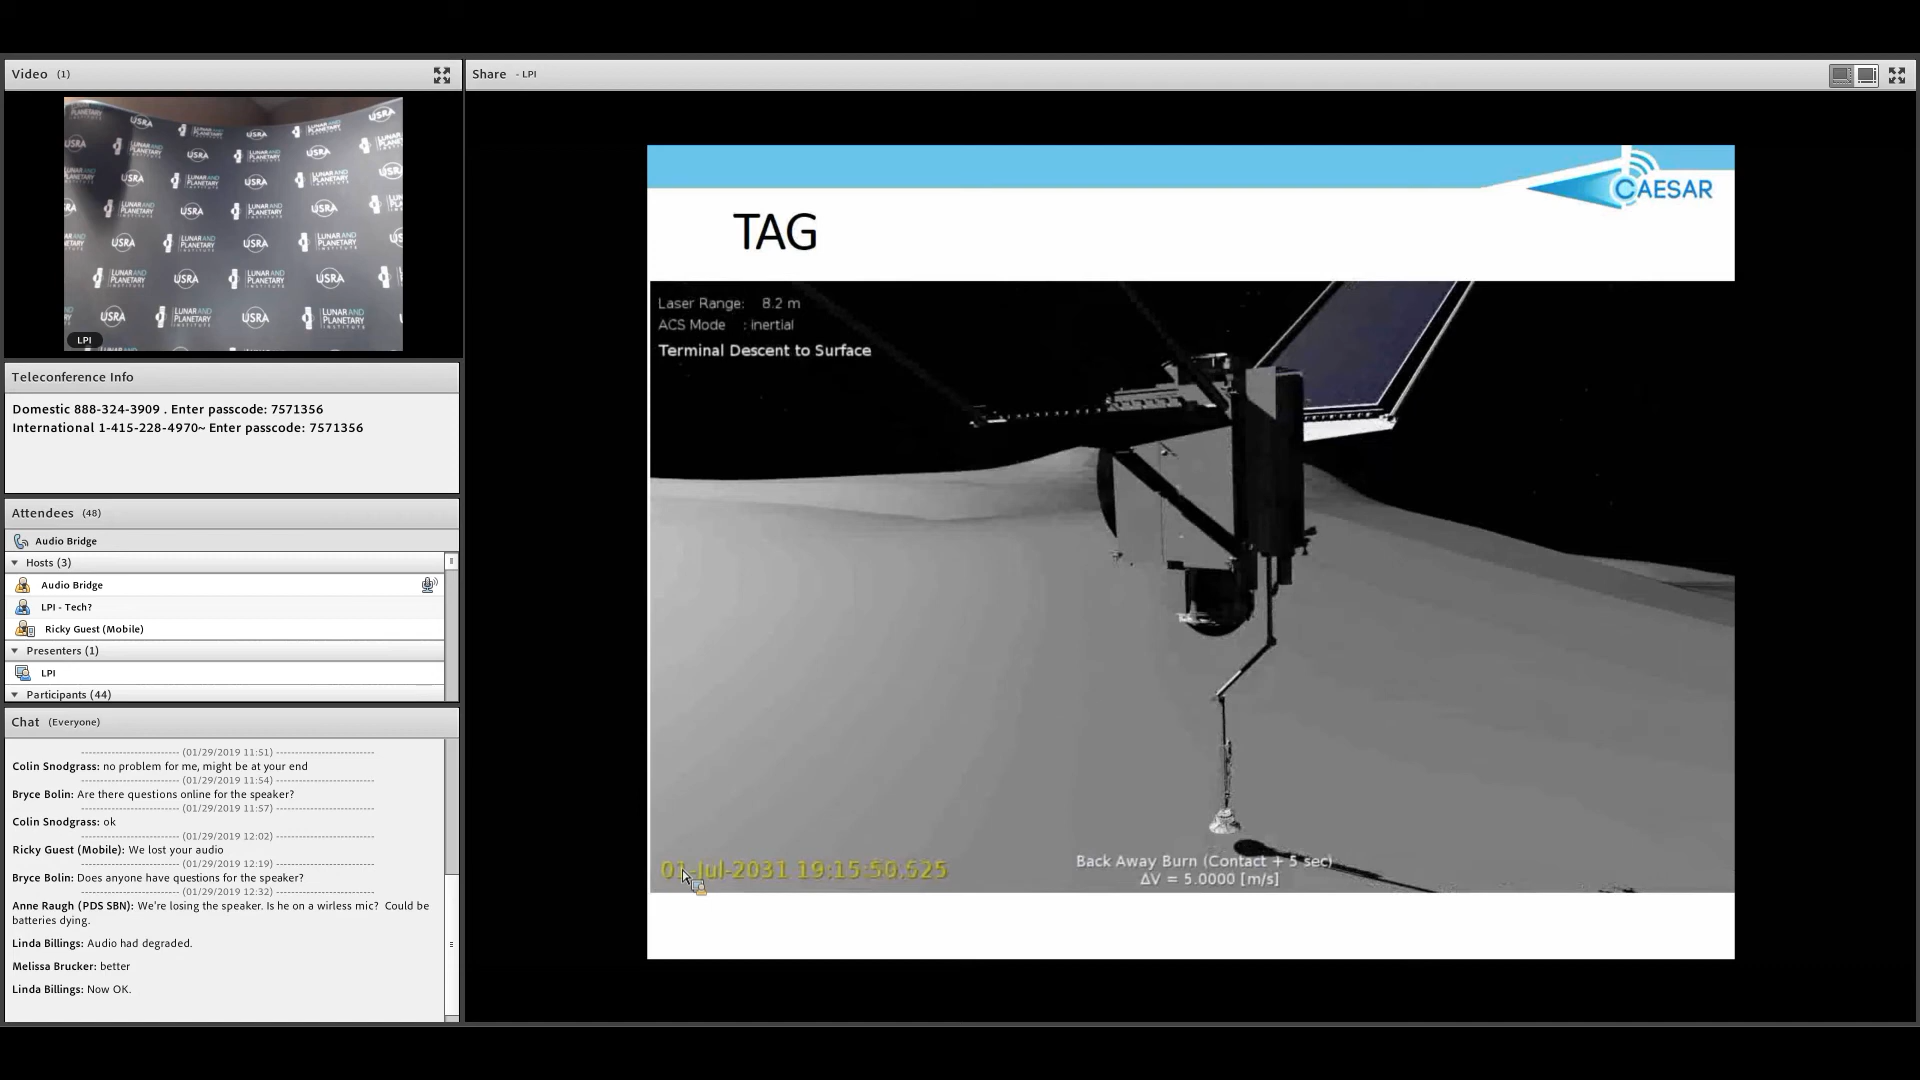 Video (1)
USRA
LUNAR AND PLANETARY INSTITUTE
LPI
Teleconference Info
Domestic 888-324-3909 . Enter passcode: 7571356
International 1-415-228-4970~ Enter passcode: 7571356
Attendees (48)
Audio Bridge
Hosts (3)
Audio Bridge
LPI - Tech?
Ricky Guest (Mobile)
Presenters (1)
LPI
Participants (44)
Chat (Everyone)
------------------------ (01/29/2019 11:51) ------------------------
Colin Snodgrass: no problem for me, might be at your end
------------------------ (01/29/2019 11:54) ------------------------
Bryce Bolin: Are there questions online for the speaker?
------------------------ (01/29/2019 11:57) ------------------------
Colin Snodgrass: ok
------------------------ (01/29/2019 12:02) ------------------------
Ricky Guest (Mobile): We lost your audio
------------------------ (01/29/2019 12:19) ------------------------
Bryce Bolin: Does anyone have questions for the speaker?
------------------------ (01/29/2019 12:32) ------------------------
Anne Raugh (PDS SBN): We're losing the speaker. Is he on a wirless mic? Could be
batteries dying.
Linda Billings: Audio had degraded.
Melissa Brucker: better
Linda Billings: Now OK.
Share - LPI
CAESAR
TAG
Laser Range: 8.2 m
ACS Mode : inertial
Terminal Descent to Surface
01-Jul-2031 19:15:50.525
Back Away Burn (Contact + 5 sec)
ΔV = 5.0000 [m/s]